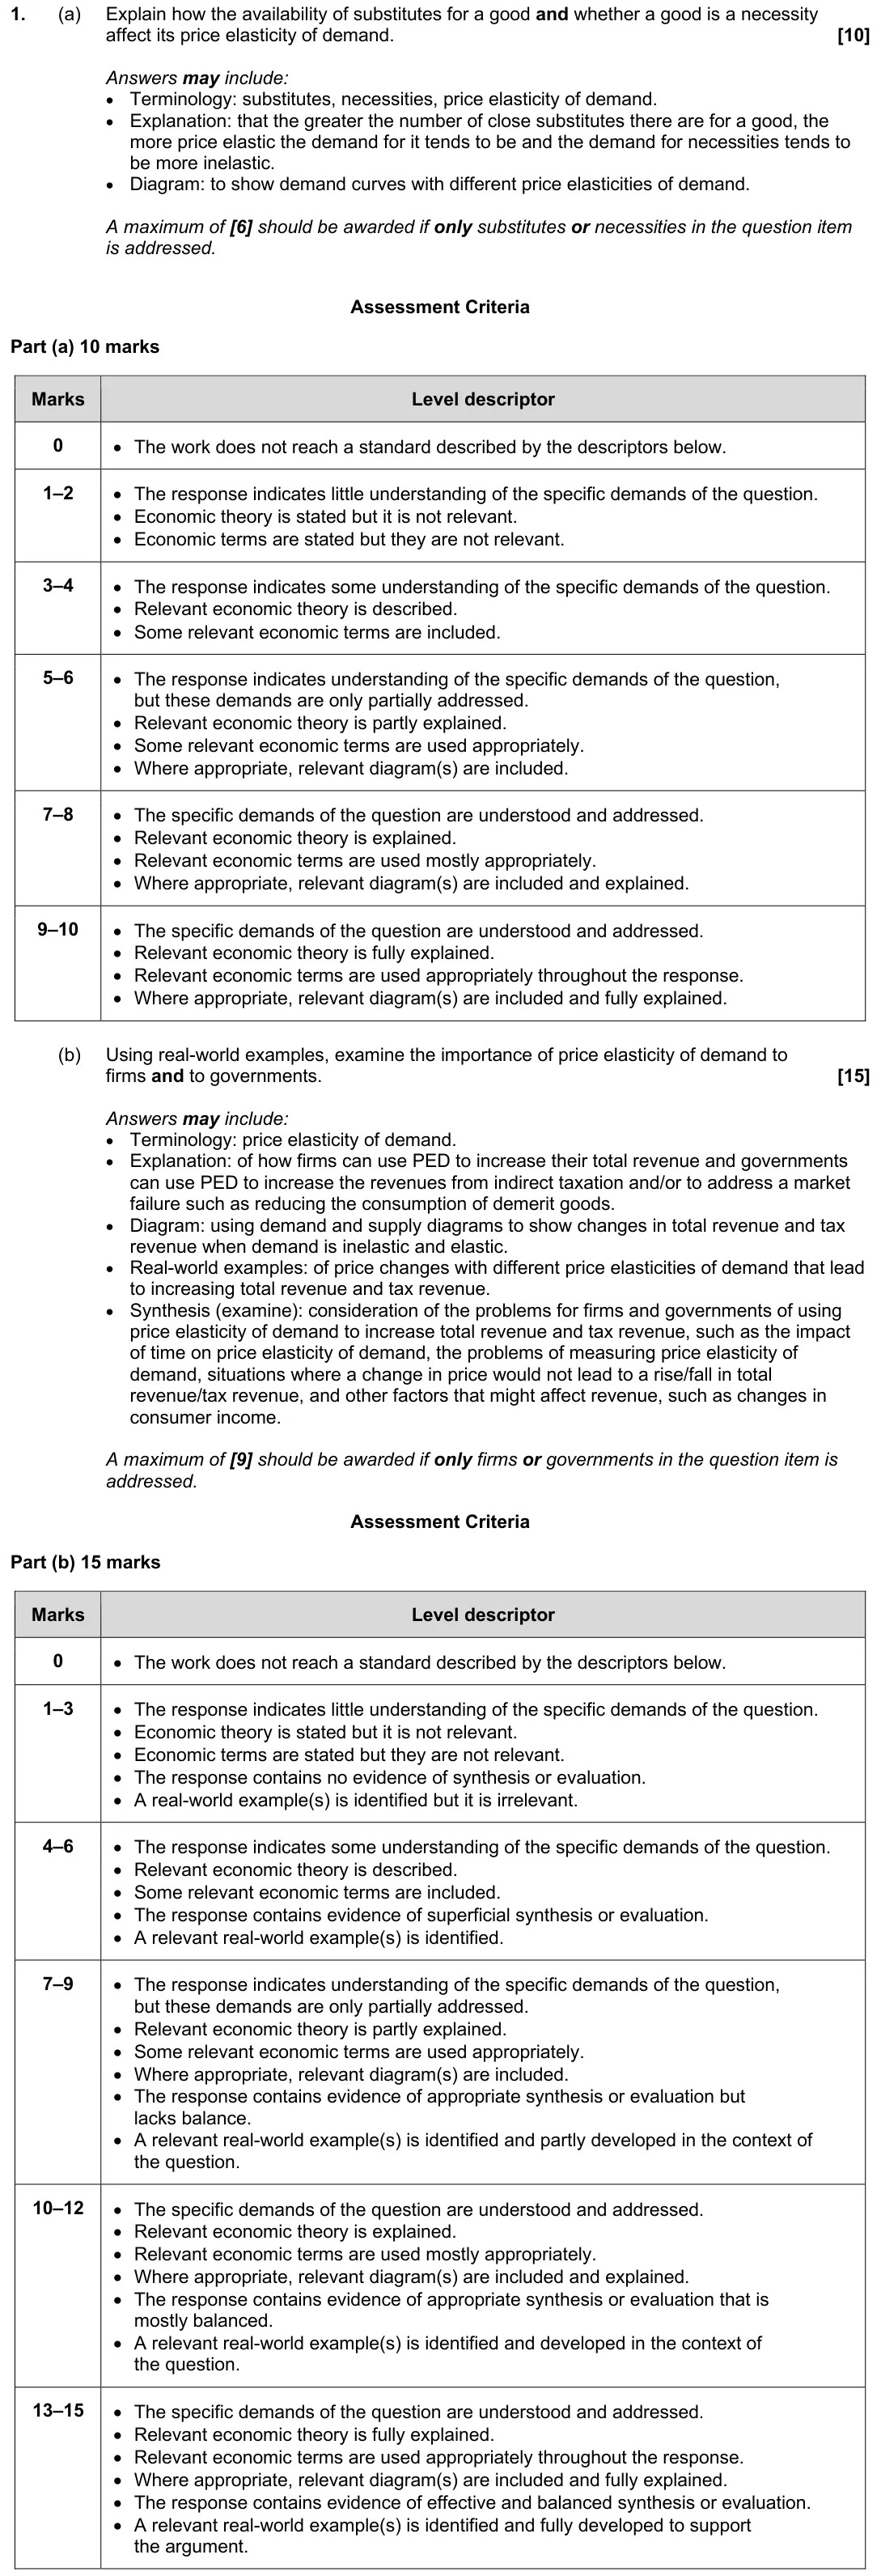 1. (a) Explain how the availability of substitutes for a good and whether a good is a necessity
affect its price elasticity of demand. [10]
Answers may include:
• Terminology: substitutes, necessities, price elasticity of demand.
• Explanation: that the greater the number of close substitutes there are for a good, the
more price elastic the demand for it tends to be and the demand for necessities tends to
be more inelastic.
• Diagram: to show demand curves with different price elasticities of demand.
A maximum of [6] should be awarded if only substitutes or necessities in the question item
is addressed.
Assessment Criteria
Part (a) 10 marks
Marks Level descriptor
0 • The work does not reach a standard described by the descriptors below.
1–2 • The response indicates little understanding of the specific demands of the question.
• Economic theory is stated but it is not relevant.
• Economic terms are stated but they are not relevant.
3–4 • The response indicates some understanding of the specific demands of the question.
• Relevant economic theory is described.
• Some relevant economic terms are included.
5–6 • The response indicates understanding of the specific demands of the question,
but these demands are only partially addressed.
• Relevant economic theory is partly explained.
• Some relevant economic terms are used appropriately.
• Where appropriate, relevant diagram(s) are included.
7–8 • The specific demands of the question are understood and addressed.
• Relevant economic theory is explained.
• Relevant economic terms are used mostly appropriately.
• Where appropriate, relevant diagram(s) are included and explained.
9–10 • The specific demands of the question are understood and addressed.
• Relevant economic theory is fully explained.
• Relevant economic terms are used appropriately throughout the response.
• Where appropriate, relevant diagram(s) are included and fully explained.
(b) Using real-world examples, examine the importance of price elasticity of demand to
firms and to governments. [15]
Answers may include:
• Terminology: price elasticity of demand.
• Explanation: of how firms can use PED to increase their total revenue and governments
can use PED to increase the revenues from indirect taxation and/or to address a market
failure such as reducing the consumption of demerit goods.
• Diagram: using demand and supply diagrams to show changes in total revenue and tax
revenue when demand is inelastic and elastic.
• Real-world examples: of price changes with different price elasticities of demand that lead
to increasing total revenue and tax revenue.
• Synthesis (examine): consideration of the problems for firms and governments of using
price elasticity of demand to increase total revenue and tax revenue, such as the impact
of time on price elasticity of demand, the problems of measuring price elasticity of
demand, situations where a change in price would not lead to a rise/fall in total
revenue/tax revenue, and other factors that might affect revenue, such as changes in
consumer income.
A maximum of [9] should be awarded if only firms or governments in the question item is
addressed.
Assessment Criteria
Part (b) 15 marks
Marks Level descriptor
0 • The work does not reach a standard described by the descriptors below.
1–3 • The response indicates little understanding of the specific demands of the question.
• Economic theory is stated but it is not relevant.
• Economic terms are stated but they are not relevant.
• The response contains no evidence of synthesis or evaluation.
• A real-world example(s) is identified but it is irrelevant.
4–6 • The response indicates some understanding of the specific demands of the question.
• Relevant economic theory is described.
• Some relevant economic terms are included.
• The response contains evidence of superficial synthesis or evaluation.
• A relevant real-world example(s) is identified.
7–9 • The response indicates understanding of the specific demands of the question,
but these demands are only partially addressed.
• Relevant economic theory is partly explained.
• Some relevant economic terms are used appropriately.
• Where appropriate, relevant diagram(s) are included.
• The response contains evidence of appropriate synthesis or evaluation but
lacks balance.
• A relevant real-world example(s) is identified and partly developed in the context of
the question.
10–12 • The specific demands of the question are understood and addressed.
• Relevant economic theory is explained.
• Relevant economic terms are used mostly appropriately.
• Where appropriate, relevant diagram(s) are included and explained.
• The response contains evidence of appropriate synthesis or evaluation that is
mostly balanced.
• A relevant real-world example(s) is identified and developed in the context of
the question.
13–15 • The specific demands of the question are understood and addressed.
• Relevant economic theory is fully explained.
• Relevant economic terms are used appropriately throughout the response.
• Where appropriate, relevant diagram(s) are included and fully explained.
• The response contains evidence of effective and balanced synthesis or evaluation.
• A relevant real-world example(s) is identified and fully developed to support
the argument.